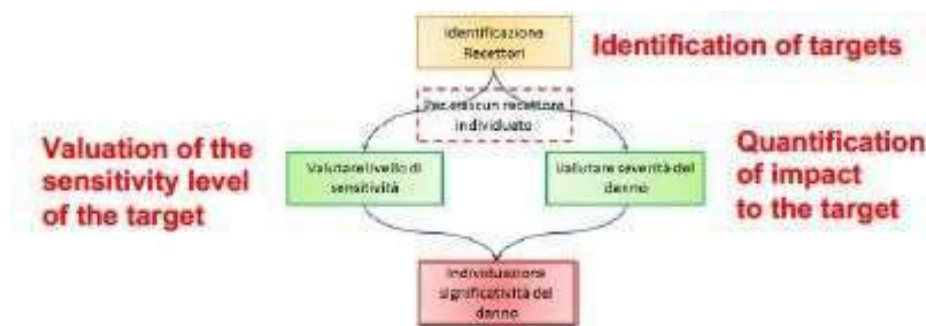 Identificazione
Recettori
Identification of targets
Per ciascun recettore
individuato
Valuation of the
sensitivity level
of the target
Valutare livello di
sensitività
Valutare severità del
danno
Quantification
of impact
to the target
Individuazione
significatività del
danno